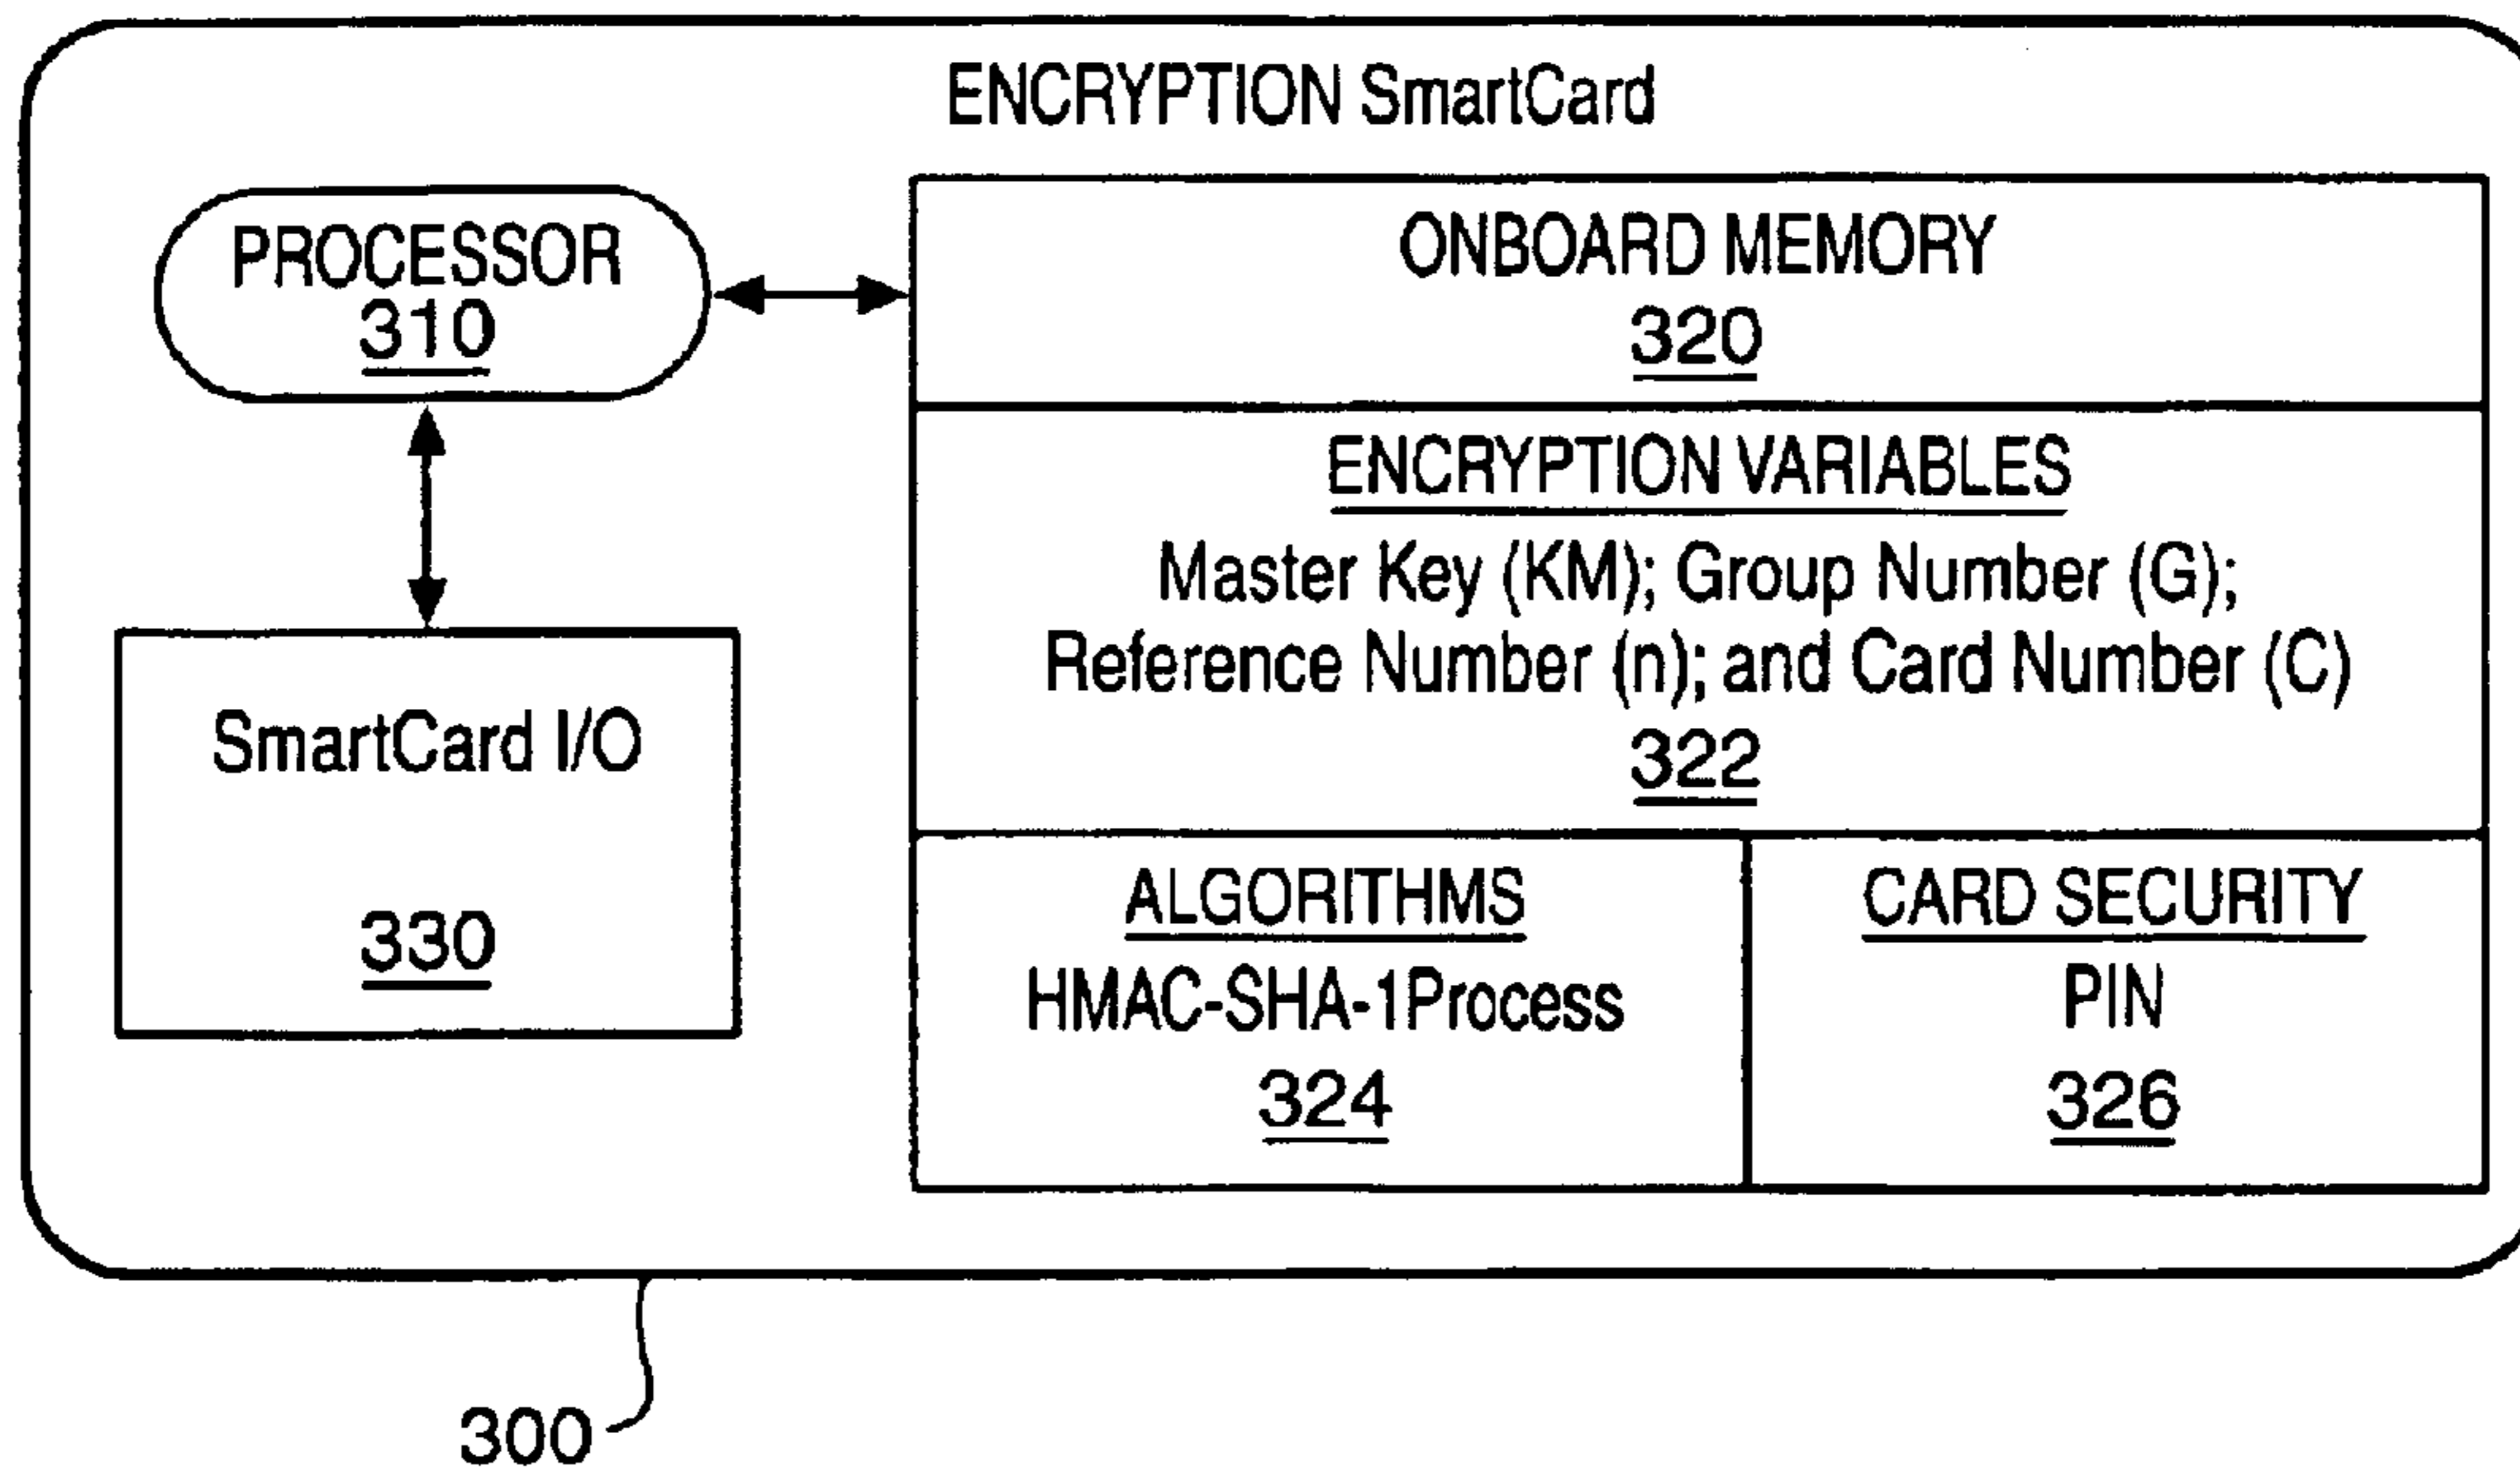 ENCRYPTION SmartCard
PROCESSOR
310
SmartCard I/O
330
ONBOARD MEMORY
320
ENCRYPTION VARIABLES
Master Key (KM); Group Number (G);
Reference Number (n); and Card Number (C)
322
ALGORITHMS
HMAC-SHA-1Process
324
CARD SECURITY
PIN
326
300